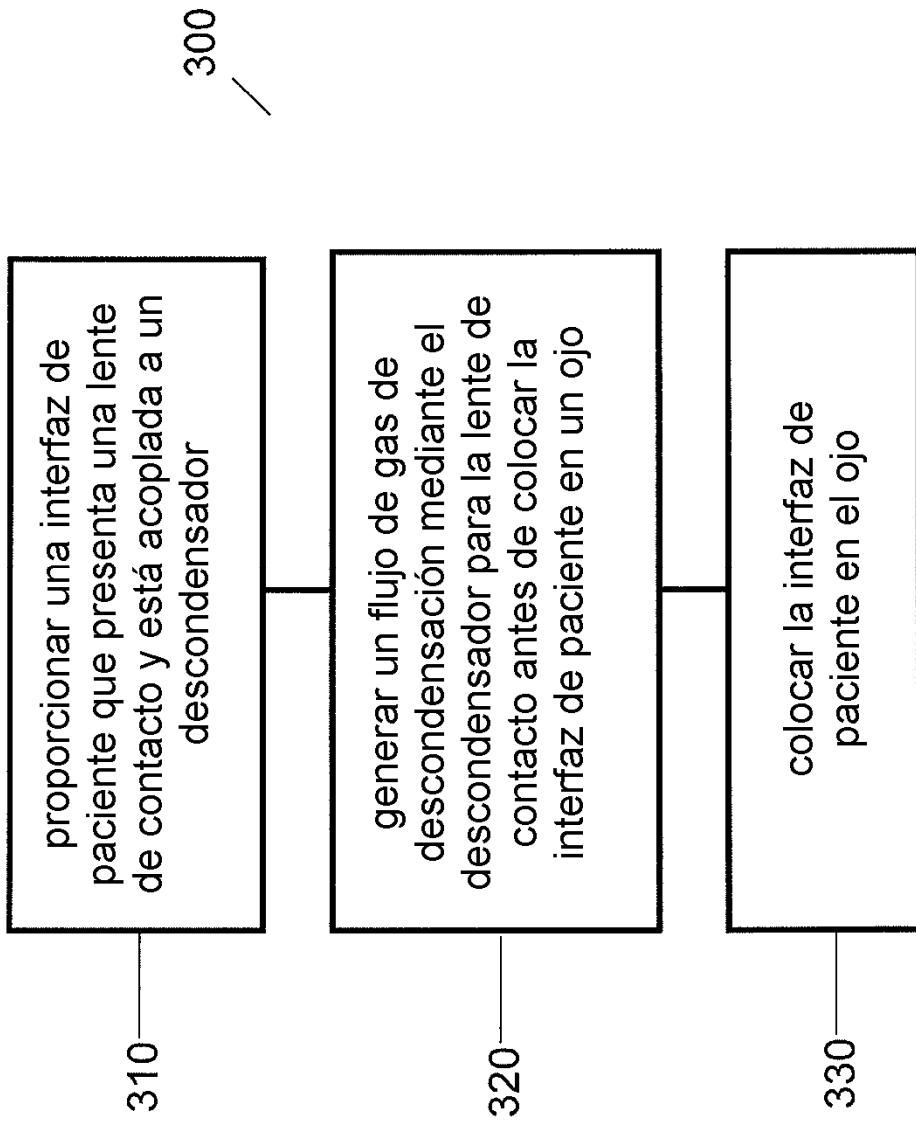 300
310
proporcionar una interfaz de
paciente que presenta una lente
de contacto y está acoplada a un
descondensador
320
generar un flujo de gas de
descondensación mediante el
descondensador para la lente de
contacto antes de colocar la
interfaz de paciente en un ojo
330
colocar la interfaz de
paciente en el ojo